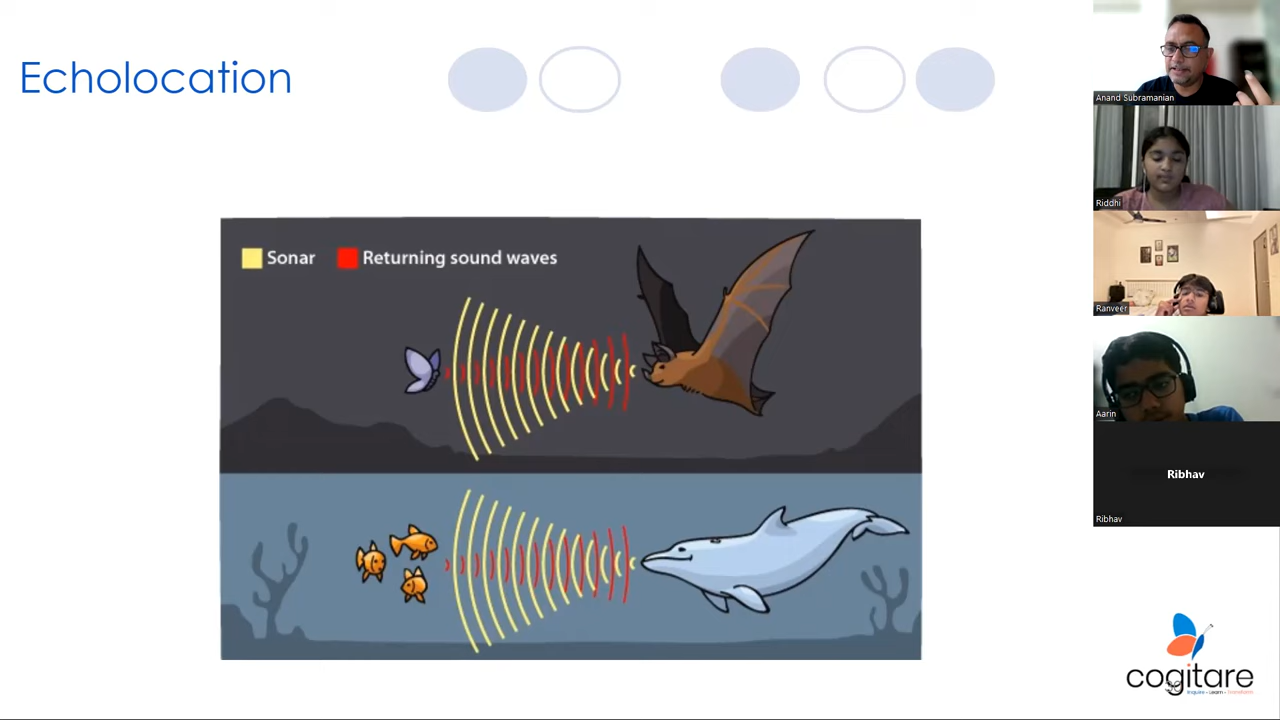 Echolocation
Sonar
Returning sound waves
Anand Subramanian
Riddhi
Ranveer
Aarin
Ribhav
Ribhav
cogitare